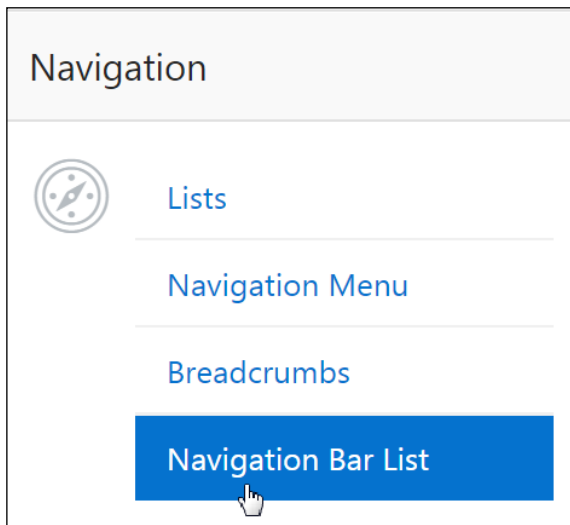 Navigation
Lists
Navigation Menu
Breadcrumbs
Navigation Bar List